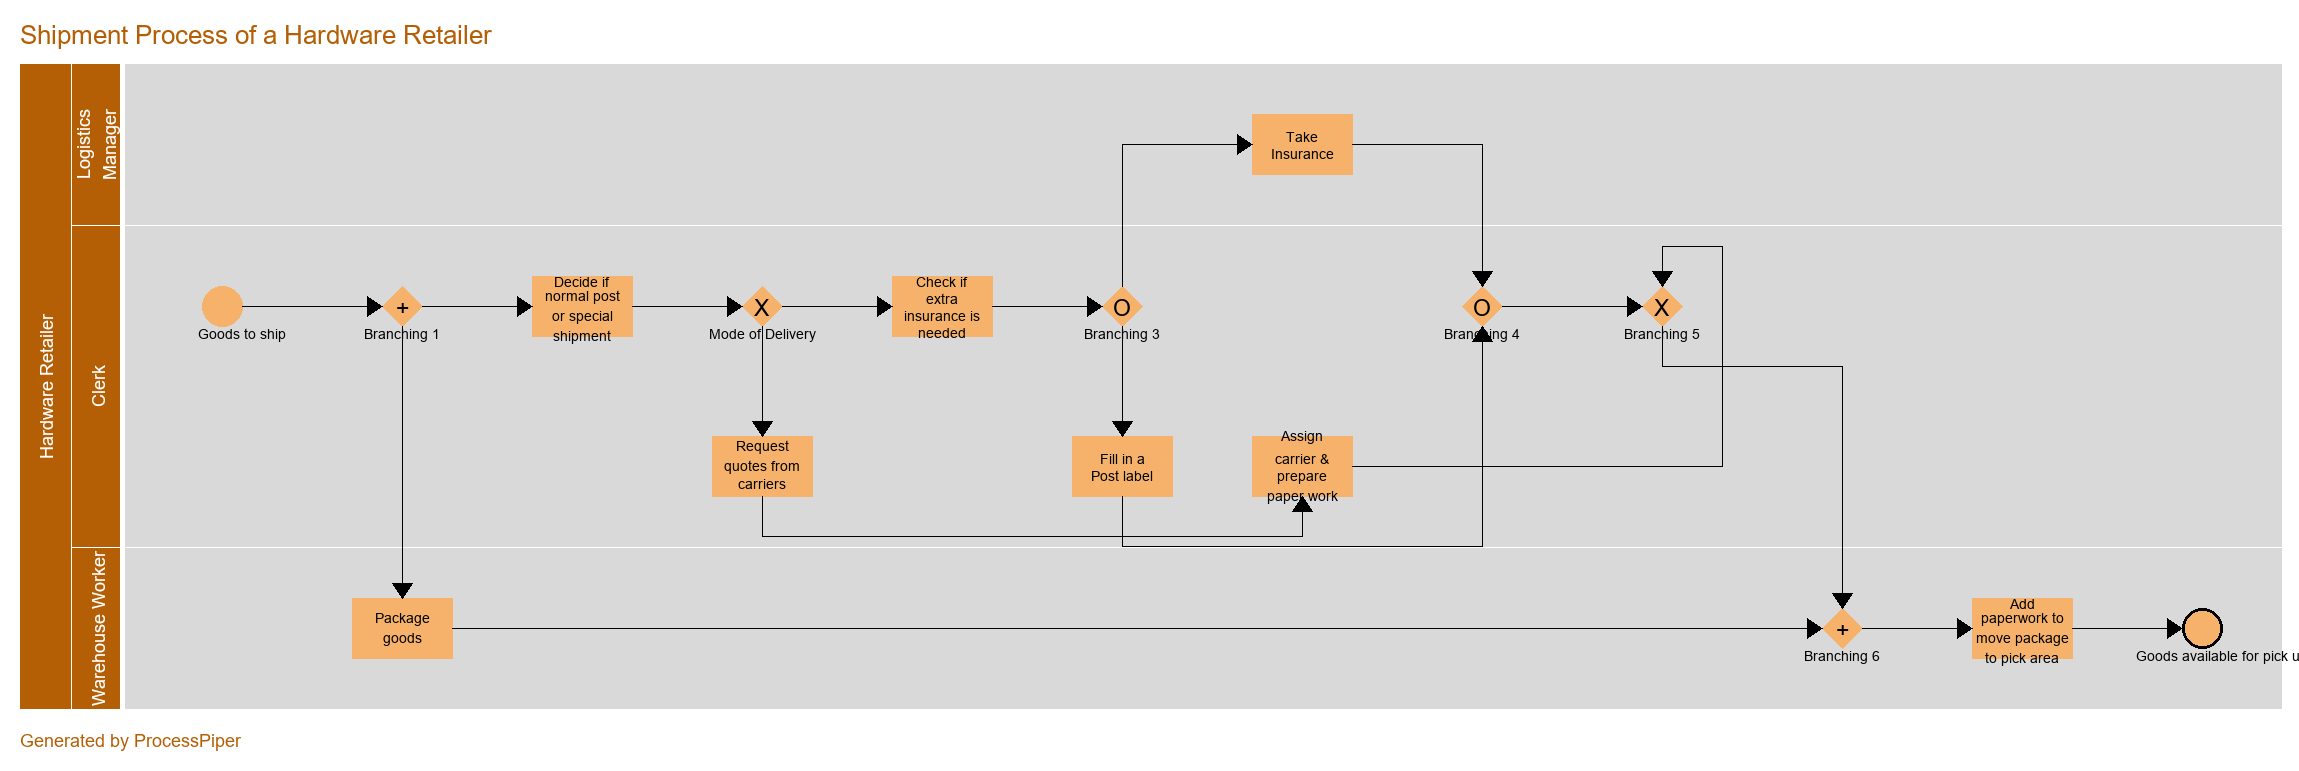 Shipment Process of a Hardware Retailer
Hardware Retailer
Logistics
Manager
Take
Insurance
Clerk
Goods to ship
+
Branching 1
Decide if
normal post
or special
shipment
X
Mode of Delivery
Check if
extra
insurance is
needed
O
Branching 3
O
Branching 4
X
Branching 5
Request
quotes from
carriers
Fill in a
Post label
Assign
carrier &
prepare
paper work
Warehouse Worker
Package
goods
+
Branching 6
Add
paperwork to
move package
to pick area
Goods available for pick u
Generated by ProcessPiper